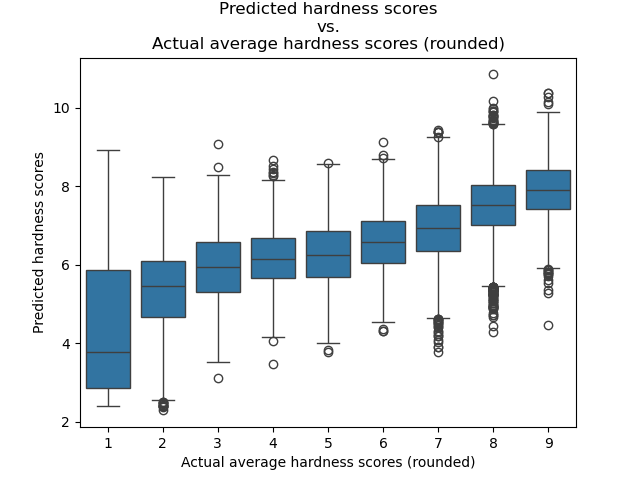 Predicted hardness scores
vs.
Actual average hardness scores (rounded)
Predicted hardness scores
10
8
6
4
2
1 2 3 4 5 6 7 8 9
Actual average hardness scores (rounded)